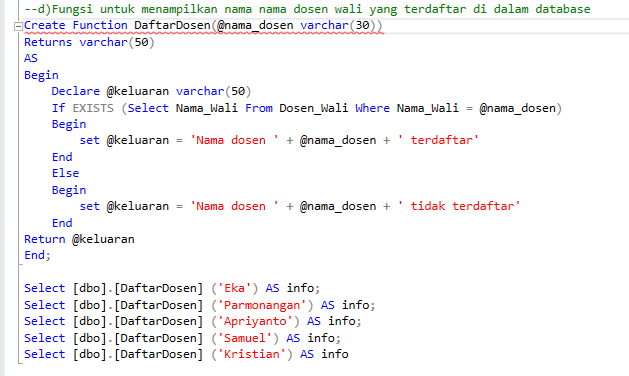 --d)Fungsi untuk menampilkan nama nama dosen wali yang terdaftar di dalam database
Create Function DaftarDosen(@nama_dosen varchar(30))
Returns varchar(50)
AS
Begin
    Declare @keluaran varchar(50)
    If EXISTS (Select Nama_Wali From Dosen_Wali Where Nama_Wali = @nama_dosen)
    Begin
        set @keluaran = 'Nama dosen ' + @nama_dosen + ' terdaftar'
    End
    Else
    Begin
        set @keluaran = 'Nama dosen ' + @nama_dosen + ' tidak terdaftar'
    End
Return @keluaran
End;
Select [dbo].[DaftarDosen] ('Eka') AS info;
Select [dbo].[DaftarDosen] ('Parmonangan') AS info;
Select [dbo].[DaftarDosen] ('Apriyanto') AS info;
Select [dbo].[DaftarDosen] ('Samuel') AS info;
Select [dbo].[DaftarDosen] ('Kristian') AS info